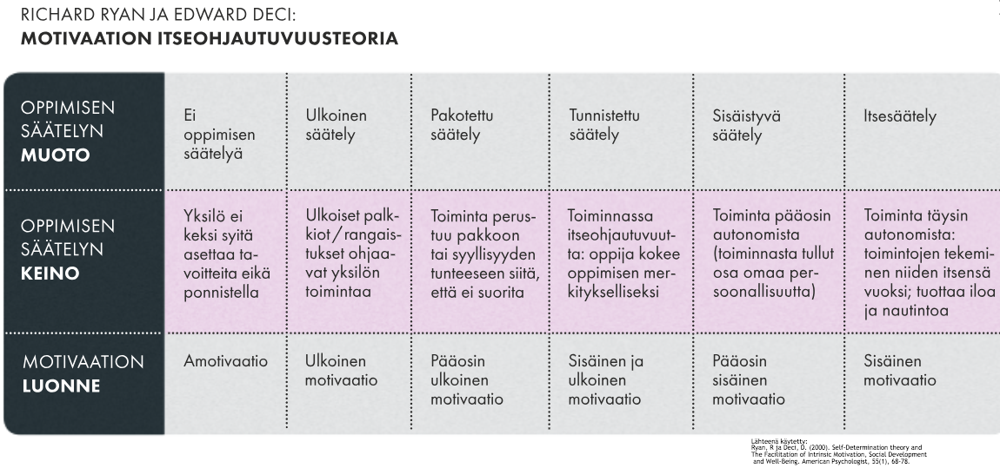 RICHARD RYAN JA EDWARD DECI:
MOTIVAATION ITSEOHJAUTUVUUSTEORIA
OPPIMISEN
SÄÄTELYN
MUOTO
Ei
oppimisen
säätelyä
Ulkoinen
säätely
Pakotettu
säätely
Tunnistettu
säätely
Sisäistyvä
säätely
Itsesäätely
OPPIMISEN
SÄÄTELYN
KEINO
Yksilö ei
keksi syitä
asettaa ta-
voitteita eikä
ponnistella
Ulkoiset palk-
kiot/rangais-
tukset ohjaa-
vat yksilön
toimintaa
Toiminta perus-
tuu pakkoon
tai syyllisyyden
tunteeseen siitä,
että ei suorita
Toiminnassa
itseohjautuvuut-
ta: oppija kokee
oppimisen mer-
kitykselliseksi
Toiminta pääosin
autonomista
(toiminnasta tullut
osa omaa per-
soonallisuutta)
Toiminta täysin
autonomista:
toimintojen tekemi-
nen niiden itsensä
vuoksi; tuottaa iloa
ja nautintoa
MOTIVAATION
LUONNE
Amotivaatio
Ulkoinen
motivaatio
Pääosin
ulkoinen
motivaatio
Sisäinen ja
ulkoinen
motivaatio
Pääosin
sisäinen
motivaatio
Sisäinen
motivaatio
Lähteenä käytetty:
Ryan, R ja Deci, D. (2000). Self-Determination theory and
The Facilitation of Intrinsic Motivation, Social Development
and Well-Being. American Psychologist, 55(1), 68-78.